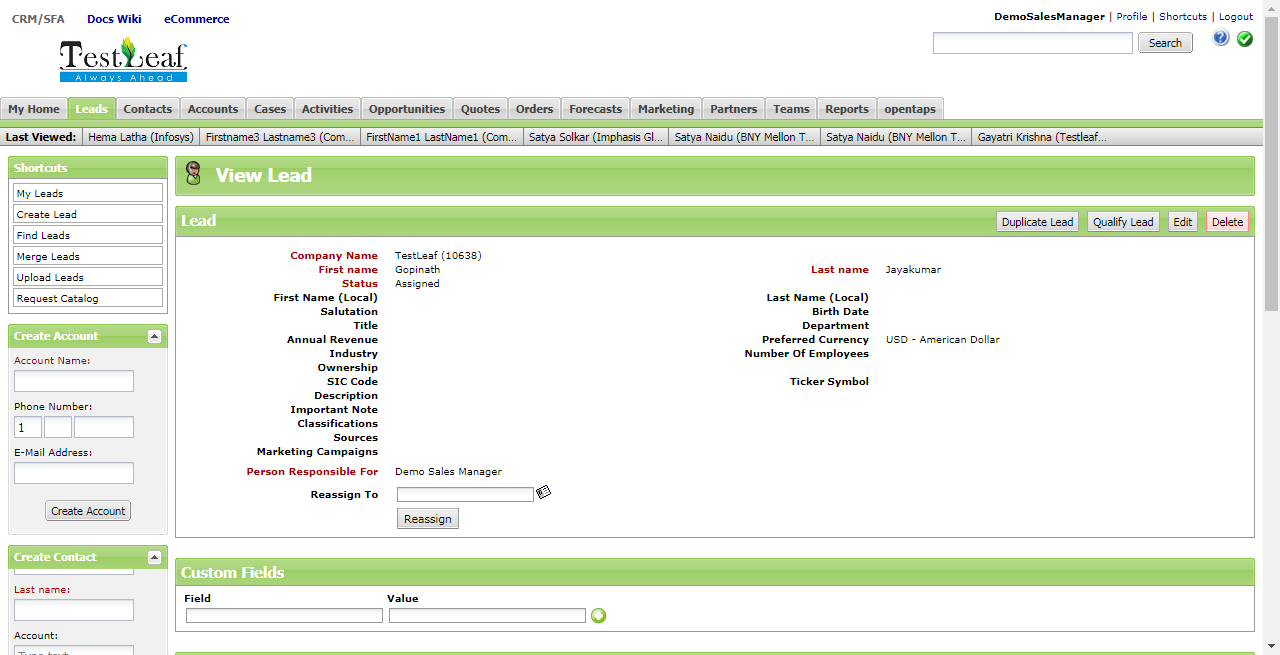 CRM/SFA Docs Wiki eCommerce
DemoSalesManager | Profile | Shortcuts | Logout
TestLeaf
Always Ahead
Search
My Home Leads Contacts Accounts Cases Activities Opportunities Quotes Orders Forecasts Marketing Partners Teams Reports opentaps
Last Viewed: Hema Latha (Infosys) Firstname3 Lastname3 (Com... FirstName1 LastName1 (Com... Satya Solkar (Imphasis Gl... Satya Naidu (BNY Mellon T... Satya Naidu (BNY Mellon T... Gayatri Krishna (Testleaf...
Shortcuts
My Leads
Create Lead
Find Leads
Merge Leads
Upload Leads
Request Catalog
Create Account
Account Name:
Phone Number:
1
E-Mail Address:
Create Account
Create Contact
Last name:
Account:
View Lead
Lead
Duplicate Lead Qualify Lead Edit Delete
Company Name TestLeaf (10638)
First name Gopinath Last name Jayakumar
Status Assigned
First Name (Local) Last Name (Local)
Salutation Birth Date
Title Department
Annual Revenue Preferred Currency USD - American Dollar
Industry Number Of Employees
Ownership
SIC Code Ticker Symbol
Description
Important Note
Classifications
Sources
Marketing Campaigns
Person Responsible For Demo Sales Manager
Reassign To
Reassign
Custom Fields
Field Value